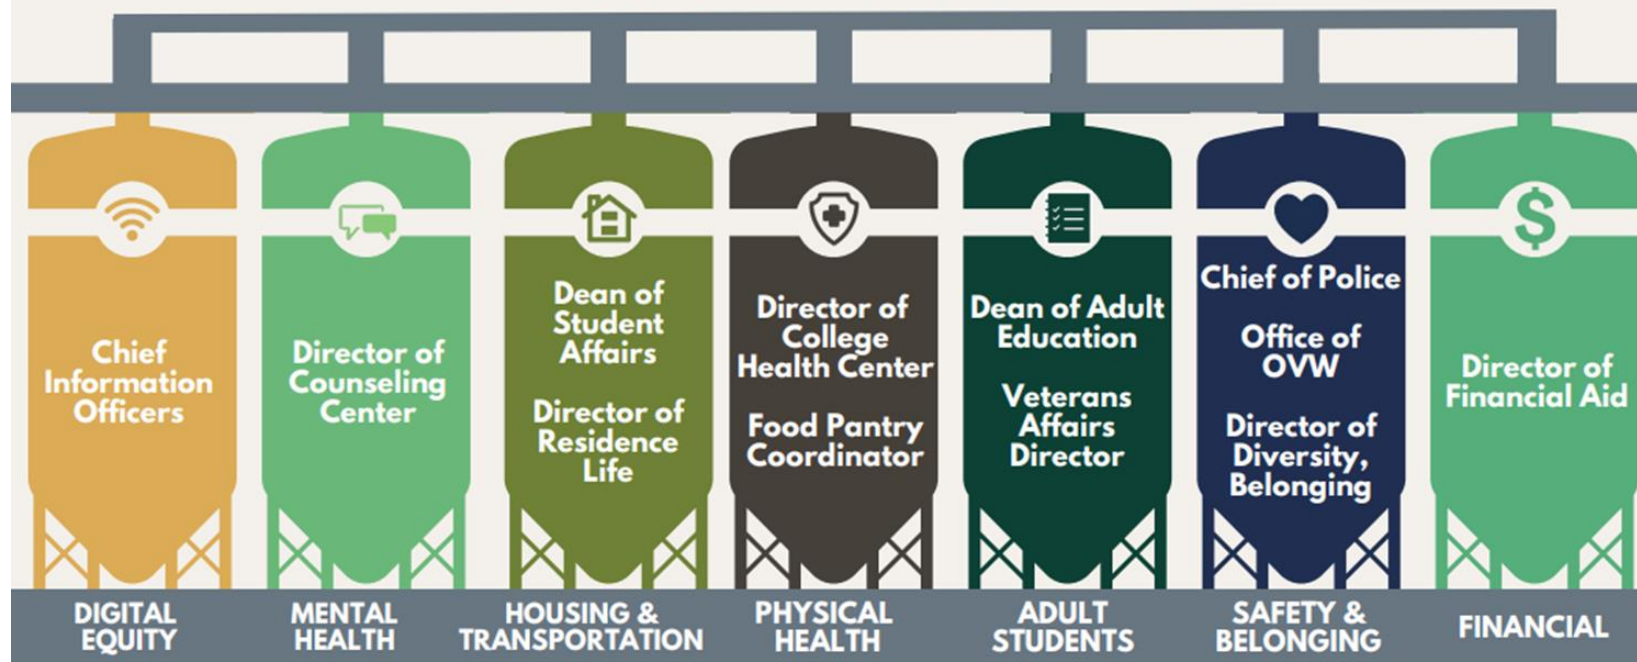 Chief
Information
Officers
Director of
Counseling
Center
Dean of
Student
Affairs
Director of
Residence
Life
Director of
College
Health Center
Food Pantry
Coordinator
Dean of Adult
Education
Veterans
Affairs
Director
Chief of Police
Office of
OVW
Director of
Diversity,
Belonging
$
Director of
Financial Aid
DIGITAL
EQUITY
MENTAL
HEALTH
HOUSING &
TRANSPORTATION
PHYSICAL
HEALTH
ADULT
STUDENTS
SAFETY &
BELONGING
FINANCIAL